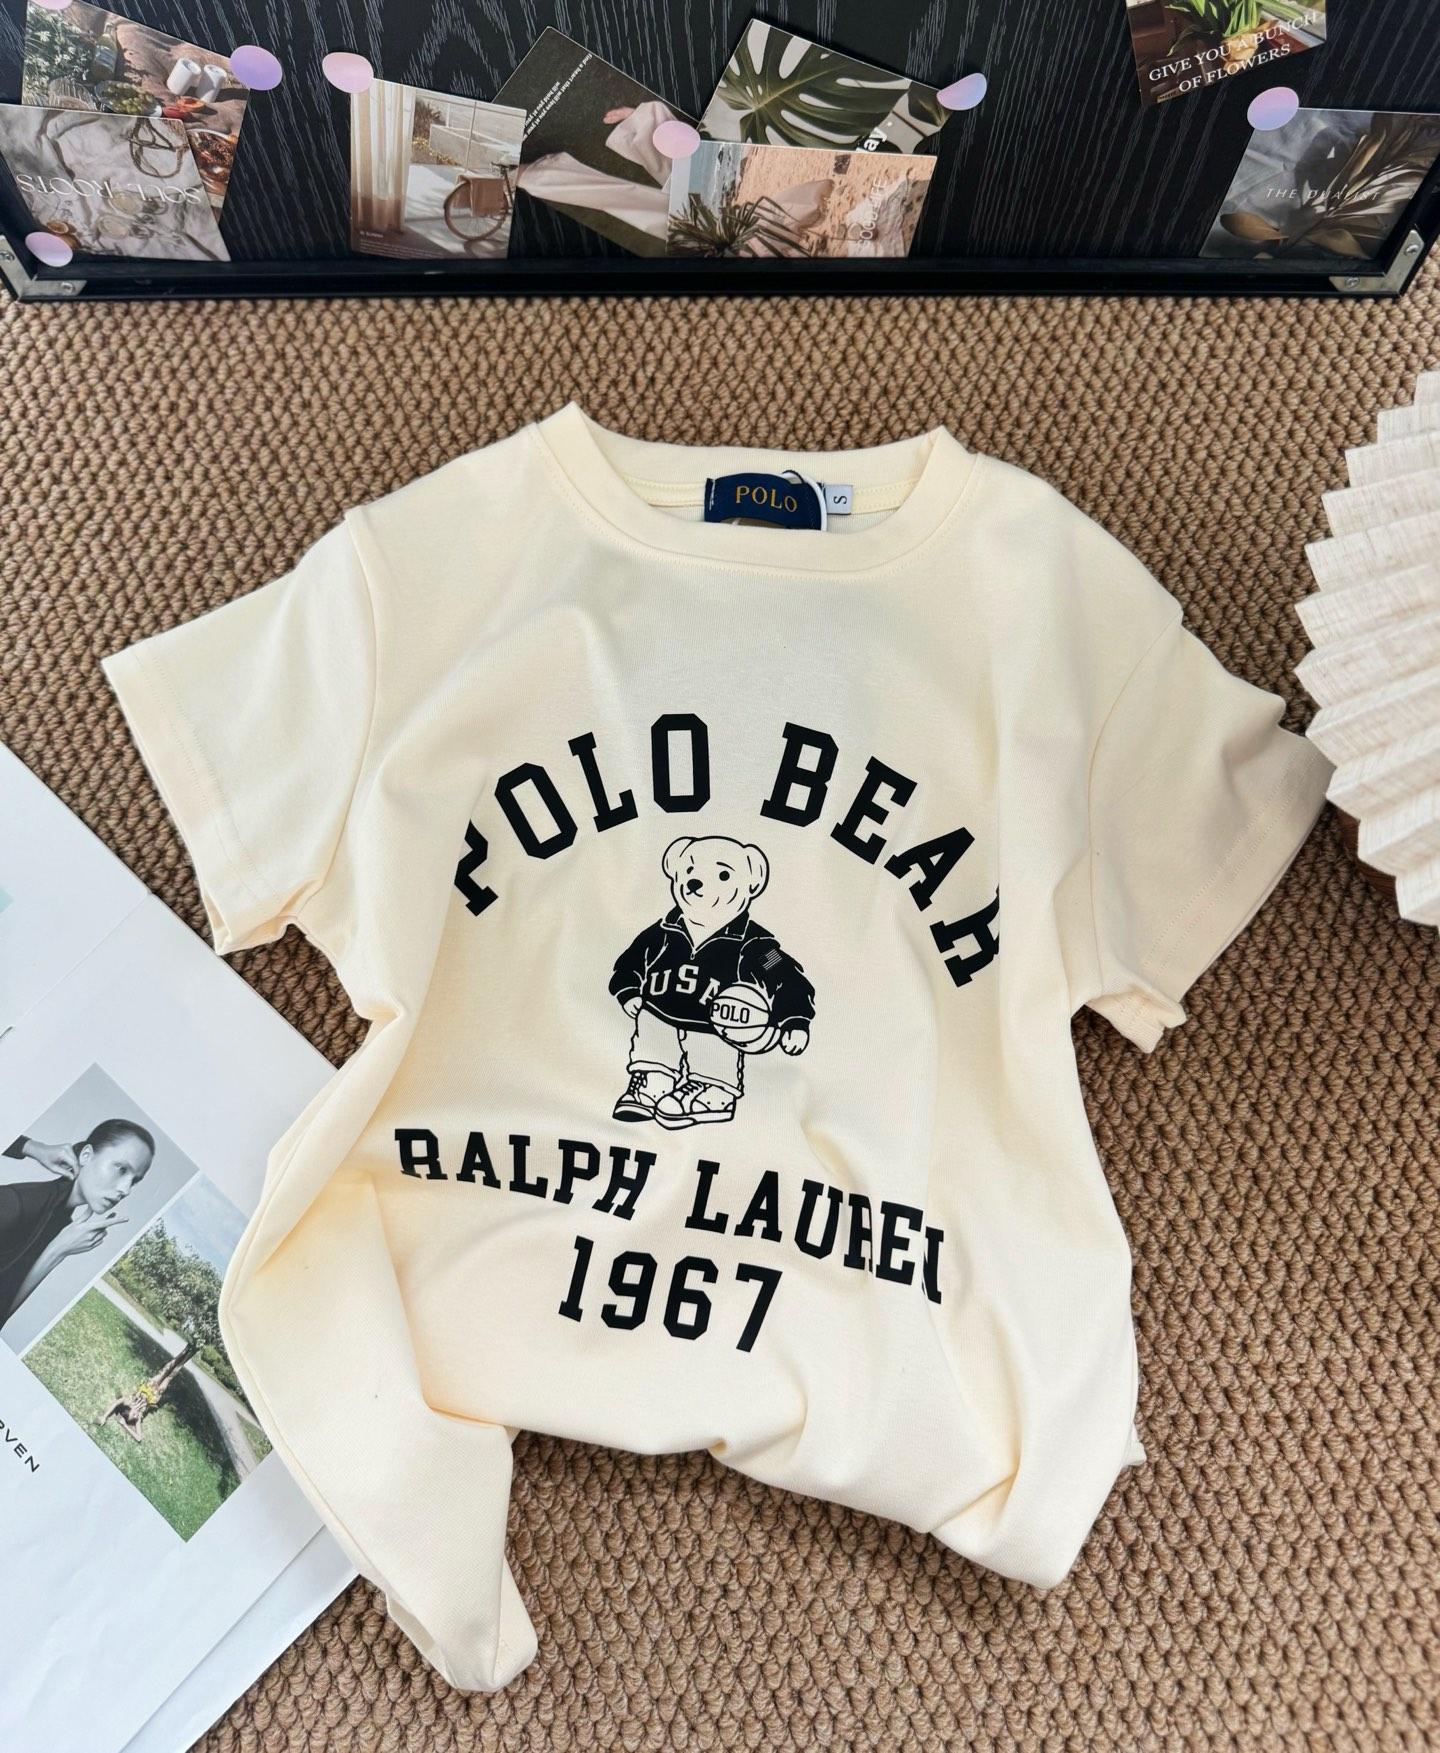 GIVE YOU A BUNCH
OF FLOWERS
SOUL ROOTS
THE DUALIST
POLO
S
POLO BEAR
USA
POLO
RALPH LAUREN
1967